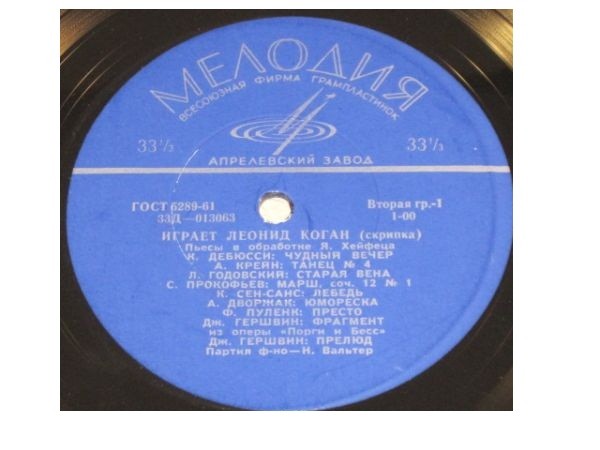 МЕЛОДИЯ
ВСЕСОЮЗНАЯ ФИРМА ГРАМПЛАСТИНОК
33⅓ 33⅓
АПРЕЛЕВСКИЙ ЗАВОД
ГОСТ 6289-61 Вторая гр.-1
33Д—013063 1-00
ИГРАЕТ ЛЕОНИД КОГАН (скрипка)
Пьесы в обработке Я. Хейфеца
К. ДЕБЮССИ: ЧУДНЫЙ ВЕЧЕР
А. КРЕЙН: ТАНЕЦ № 4
Л. ГОДОВСКИЙ: СТАРАЯ ВЕНА
С. ПРОКОФЬЕВ: МАРШ, соч. 12 № 1
К. СЕН-САНС: ЛЕБЕДЬ
А. ДВОРЖАК: ЮМОРЕСКА
Ф. ПУЛЕНК: ПРЕСТО
Дж. ГЕРШВИН: ФРАГМЕНТ
из оперы «Порги и Бесс»
Дж. ГЕРШВИН: ПРЕЛЮД
Партия ф-но—Н. Вальтер